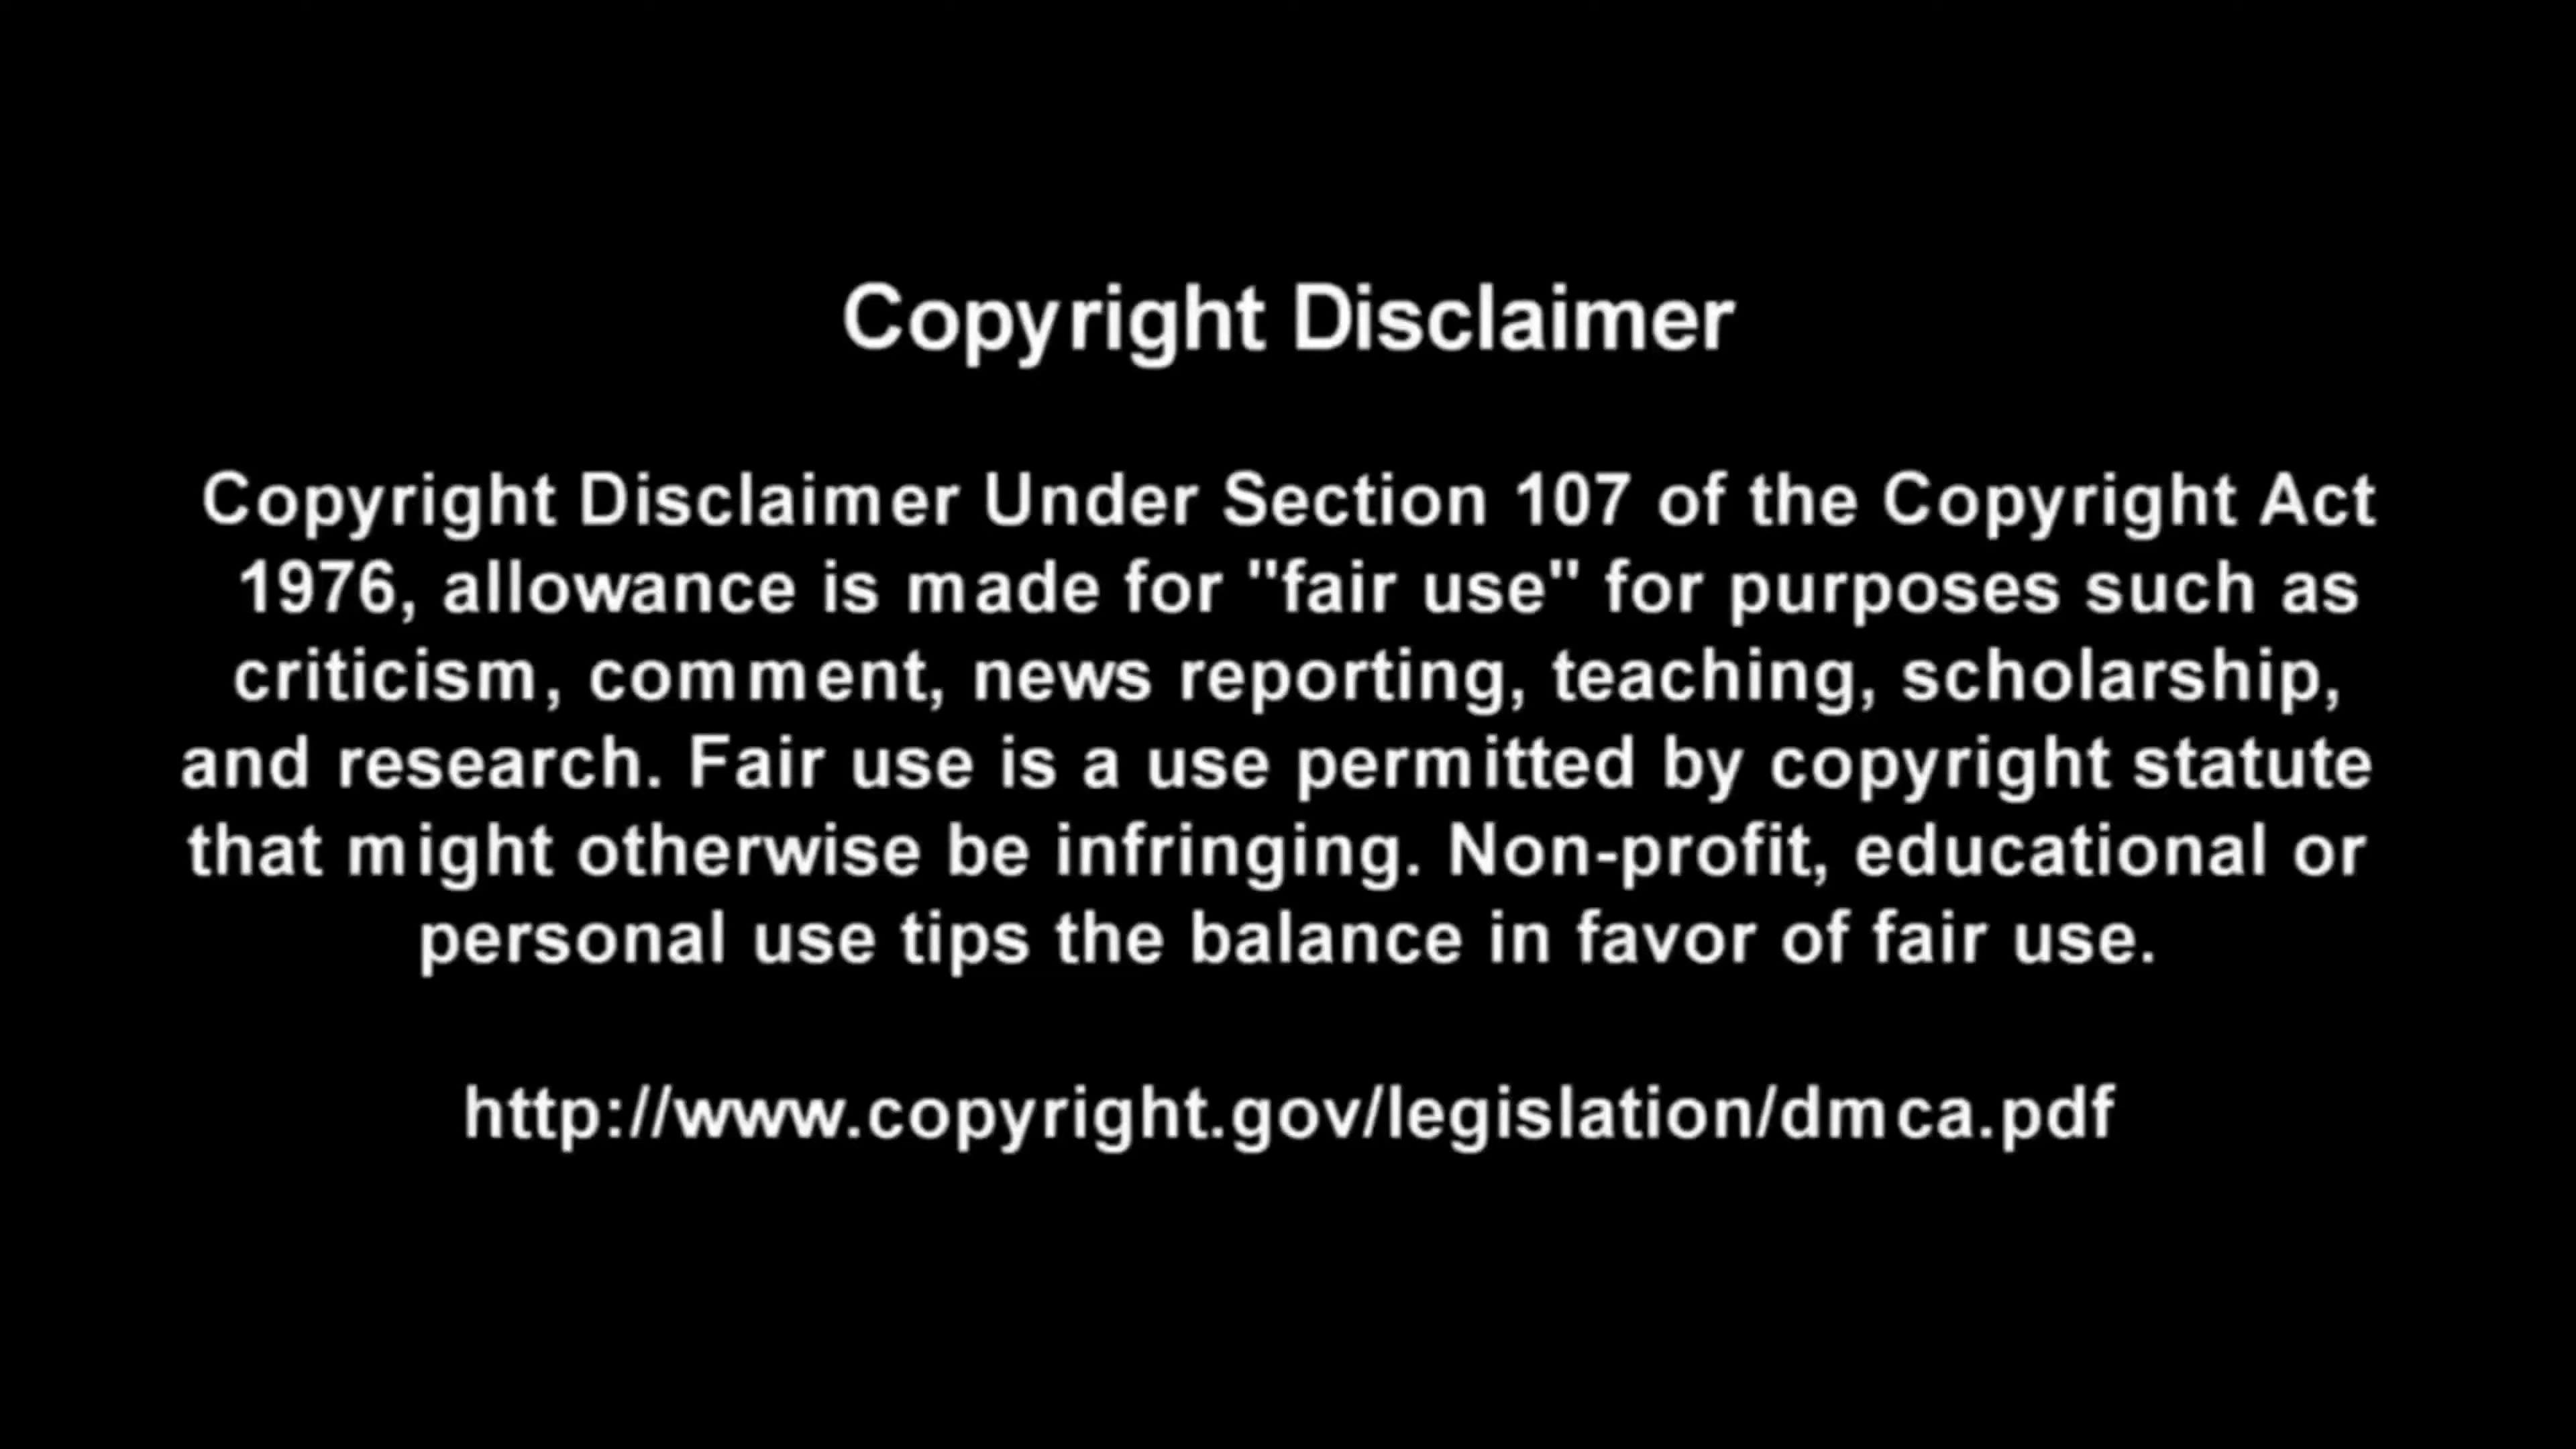 Copyright Disclaimer
Copyright Disclaimer Under Section 107 of the Copyright Act
1976, allowance is made for "fair use" for purposes such as
criticism, comment, news reporting, teaching, scholarship,
and research. Fair use is a use permitted by copyright statute
that might otherwise be infringing. Non-profit, educational or
personal use tips the balance in favor of fair use.
http://www.copyright.gov/legislation/dmca.pdf